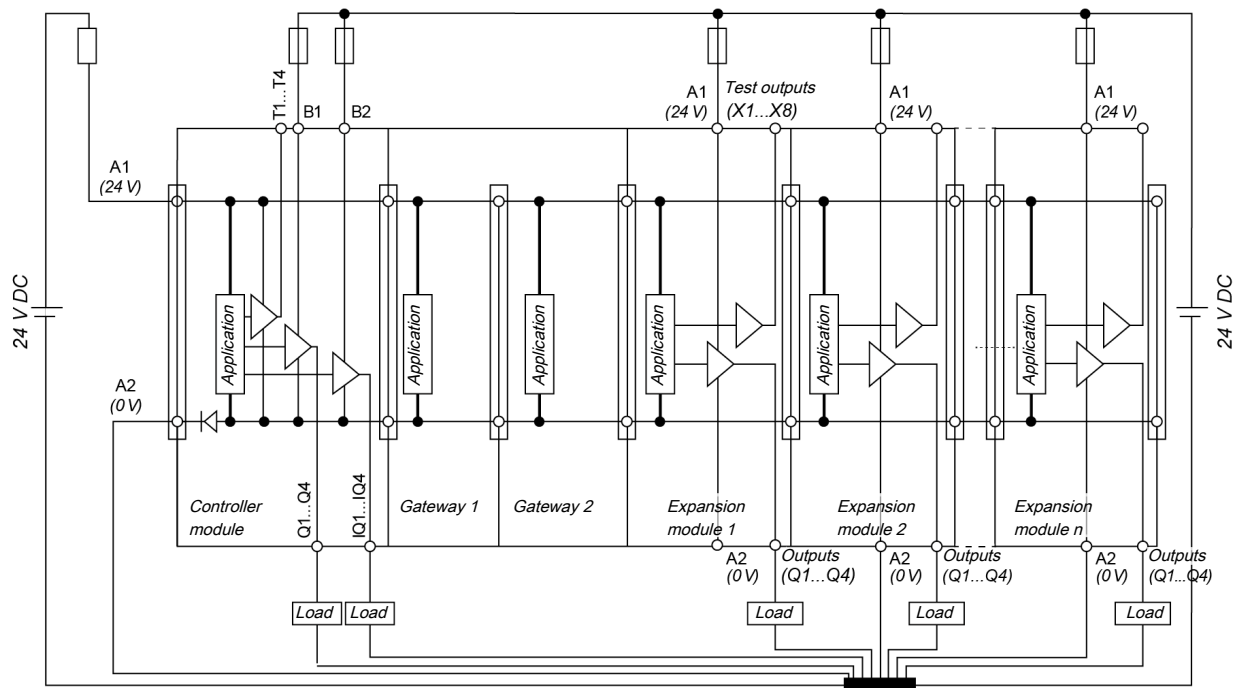 T1...T4
B1
B2
A1
(24 V)
Test outputs
(X1...X8)
A1
(24 V)
A1
(24 V)
A1
(24 V)
24 V DC
Application
Application
Application
Application
Application
Application
24 V DC
A2
(0 V)
Controller
module
Q1...Q4
IQ1...IQ4
Gateway 1
Gateway 2
Expansion
module 1
Expansion
module 2
Expansion
module n
A2
(0 V)
Outputs
(Q1...Q4)
A2
(0 V)
Outputs
(Q1...Q4)
A2
(0 V)
Outputs
(Q1...Q4)
Load
Load
Load
Load
Load